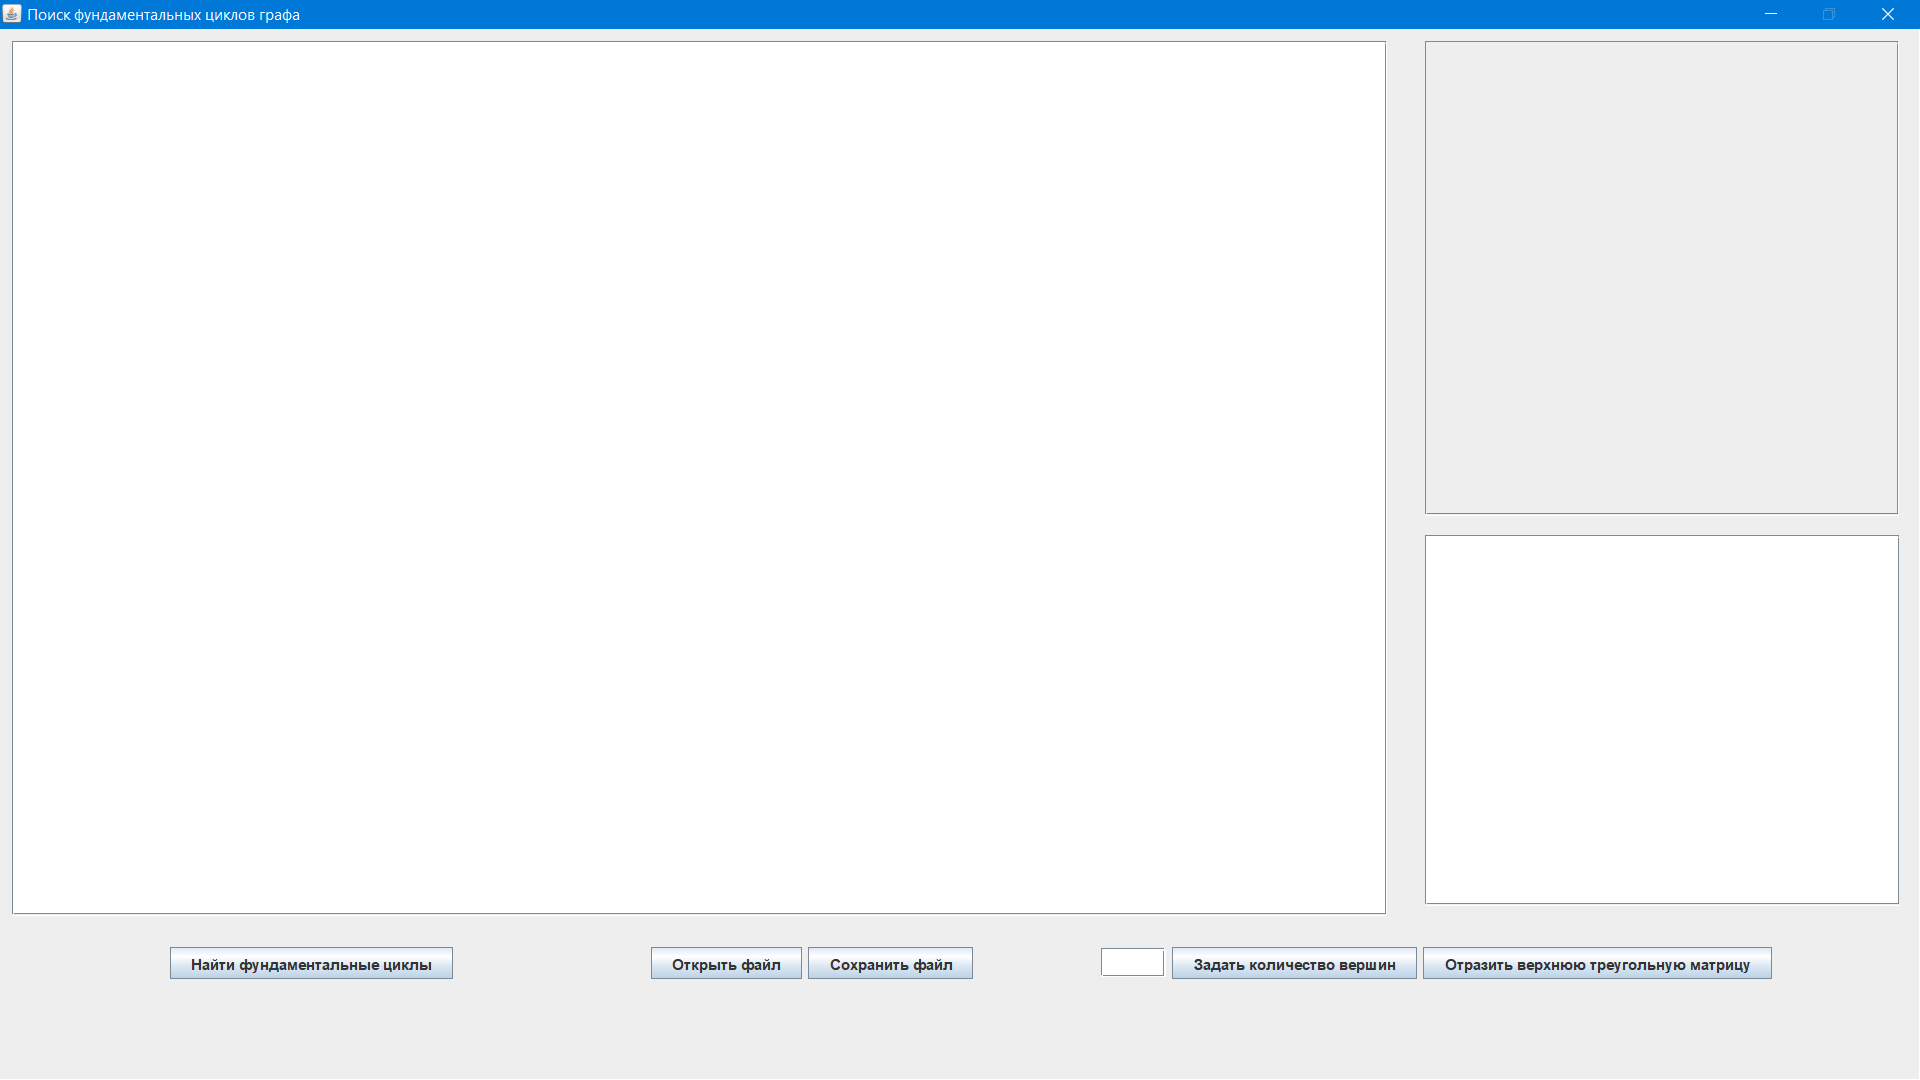 Поиск фундаментальных циклов графа
Найти фундаментальные циклы
Открыть файл
Сохранить файл
Задать количество вершин
Отразить верхнюю треугольную матрицу